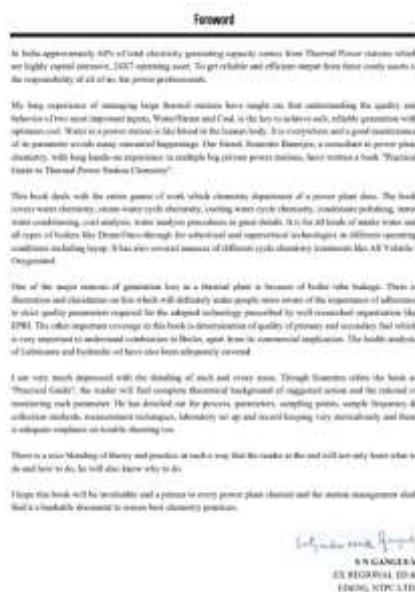 Foreword
In India approximately 60% of total electricity generating capacity comes from Thermal Power stations which
are highly capital intensive, 24X7 operating asset. To get reliable and efficient output from these costly assets is
the responsibility of all of us, the power professionals.
My long experience of managing large thermal stations have taught me that understanding the quality and
behavior of two most important inputs, Water/Steam and Coal, is the key to achieve safe, reliable generation with
optimum cost. Water in a power station is like blood in the human body. It is everywhere and a good maintenance
of its parameter avoids many unwanted happenings. Our friend, Soumitra Banerjee, a consultant in power plant
chemistry, with long hands-on experience in multiple big private power stations, have written a book "Practical
Guide to Thermal Power Station Chemistry".
This book deals with the entire gamut of work which chemistry department of a power plant does. The book
covers water chemistry, steam-water cycle chemistry, cooling water cycle chemistry, condensate polishing, stator
water conditioning, coal analysis, water analysis procedures in great details. It is for all kinds of intake water and
all types of boilers like Drum/Once-through for subcritical and supercritical technologies in different operating
conditions including layup. It has also covered nuances of different cycle chemistry treatments like All Volatile,
Oxygenated.
One of the major reasons of generation loss in a thermal plant is because of boiler tube leakage. There is
illustration and elucidation on this which will definitely make people more aware of the importance of adherence
to strict quality parameters required for the adopted technology prescribed by well researched organisation like
EPRI. The other important coverage in this book is determination of quality of primary and secondary fuel which
is very important to understand combustion in Boiler, apart from its commercial implication. The health analysis
of Lubricants and hydraulic oil have also been adequately covered.
I am very much impressed with the detailing of each and every issue. Though Soumitra refers the book as
"Practical Guide", the reader will find complete theoretical background of suggested action and the rational of
monitoring each parameter. He has detailed out the process, parameters, sampling points, sample frequency &
collection methods, measurement techniques, laboratory set up and record keeping very meticulously and there
is adequate emphasis on trouble shooting too.
There is a nice blending of theory and practice in such a way that the reader at the end will not only learn what to
do and how to do, he will also know why to do.
I hope this book will be invaluable and a primer to every power plant chemist and the station management shall
find it a bankable document to ensure best chemistry practices.
S N GANGULY
EX REGIONAL ED &
ED(ENG), NTPC LTD